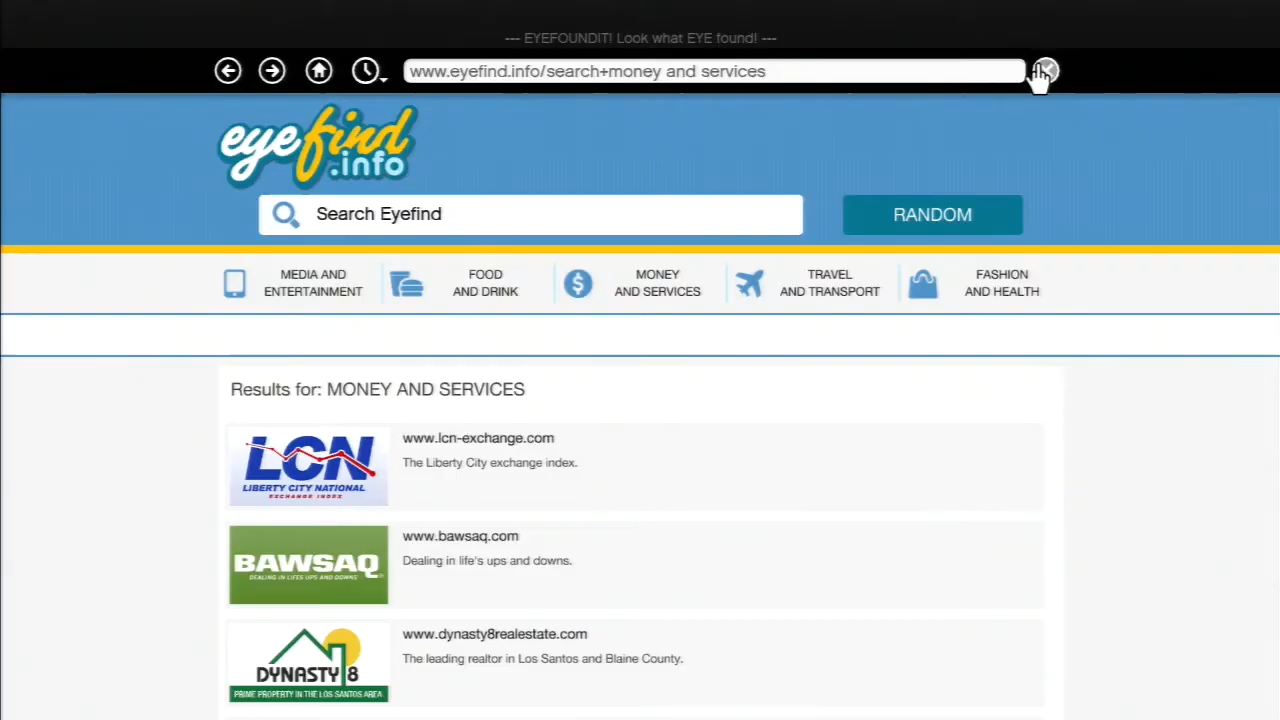 --- EYEFOUNDIT! Look what EYE found! ---
www.eyefind.info/search+money and services
eyefind
.info
Search Eyefind
RANDOM
MEDIA AND
ENTERTAINMENT
FOOD
AND DRINK
MONEY
AND SERVICES
TRAVEL
AND TRANSPORT
FASHION
AND HEALTH
Results for: MONEY AND SERVICES
LCN
LIBERTY CITY NATIONAL
EXCHANGE INDEX
www.lcn-exchange.com
The Liberty City exchange index.
BAWSAQ
DEALING IN LIFE'S UPS AND DOWNS
www.bawsaq.com
Dealing in life's ups and downs.
DYNASTY 8
PRIME PROPERTY IN THE LOS SANTOS AREA
www.dynasty8realestate.com
The leading realtor in Los Santos and Blaine County.